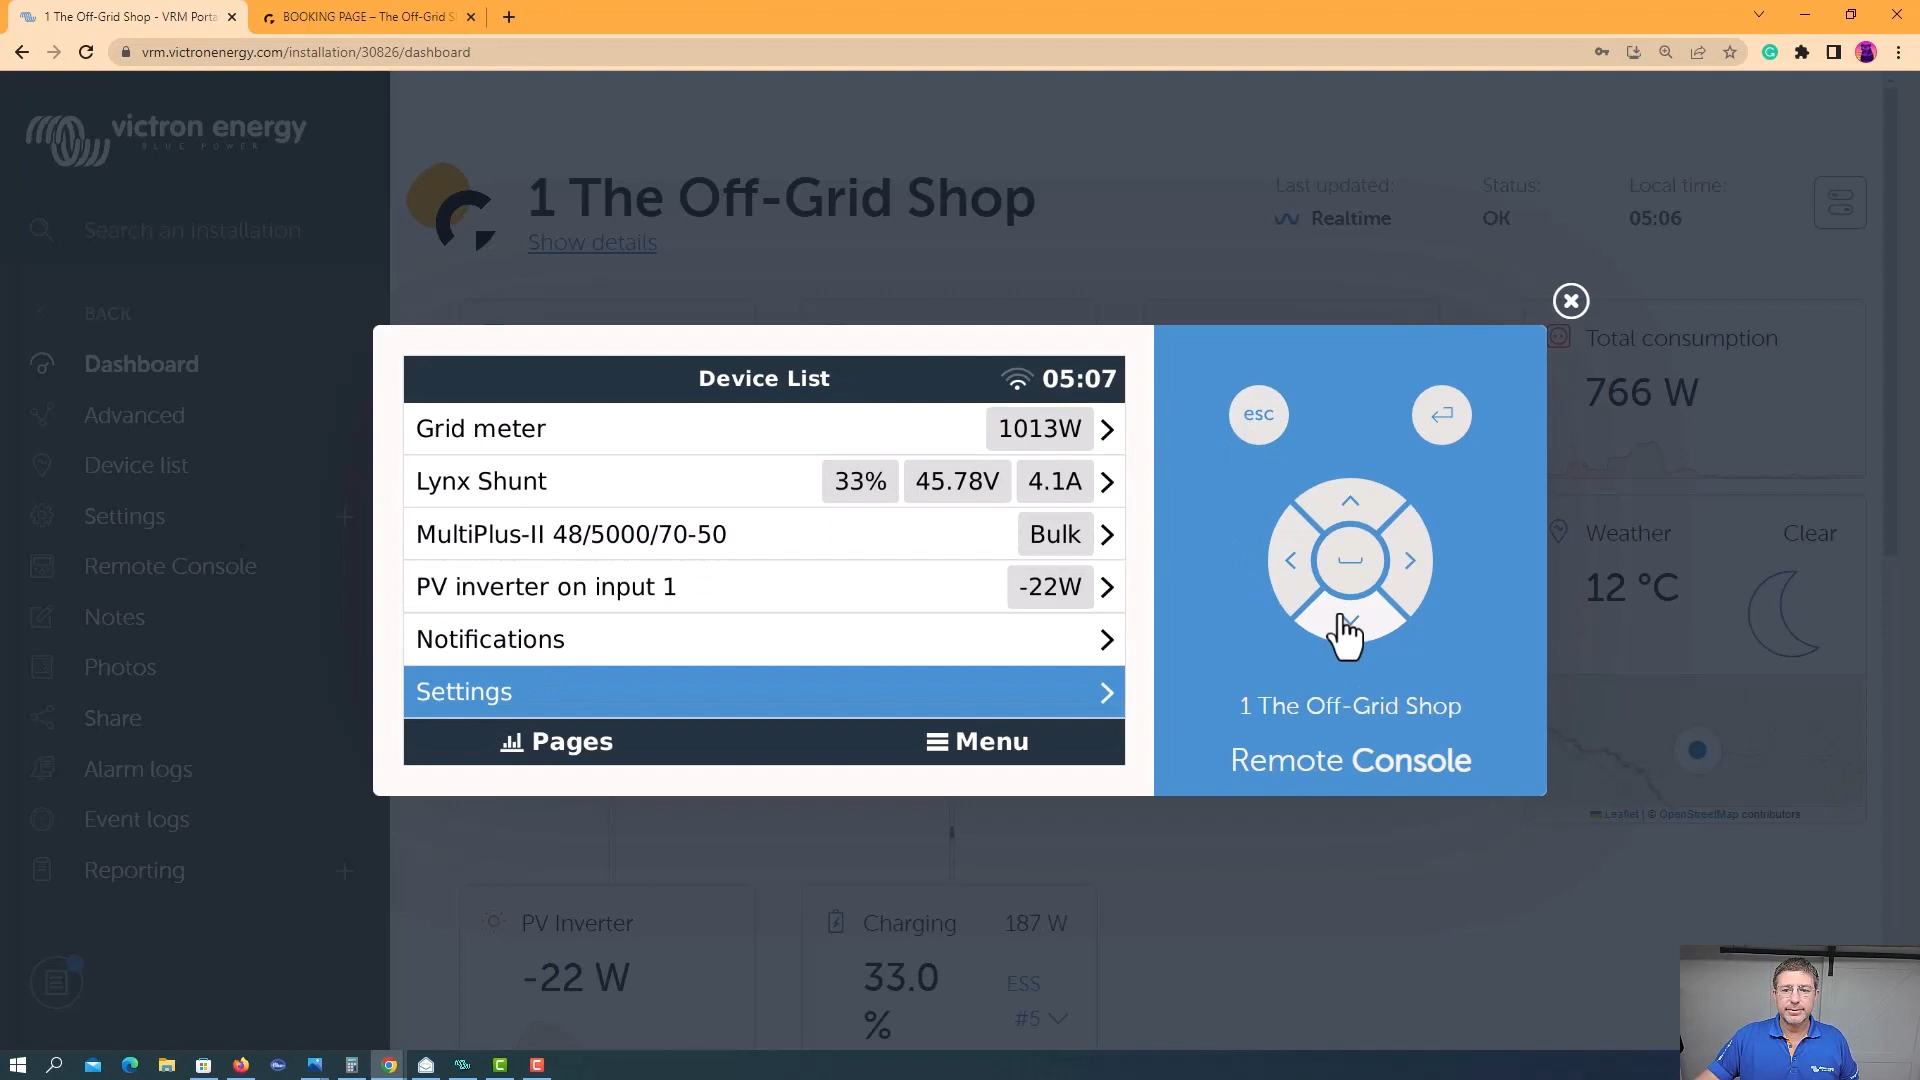 1 The Off-Grid Shop - VRM Porta
BOOKING PAGE – The Off-Grid S
vrm.victronenergy.com/installation/30826/dashboard
victron energy
BLUE POWER
Search an installation
BACK
Dashboard
Advanced
Device list
Settings
Remote Console
Notes
Photos
Share
Alarm logs
Event logs
Reporting
1 The Off-Grid Shop
Show details
Last updated:
Realtime
Status:
OK
Local time:
05:06
Device List 05:07
Grid meter 1013W
Lynx Shunt 33% 45.78V 4.1A
MultiPlus-II 48/5000/70-50 Bulk
PV inverter on input 1 -22W
Notifications
Settings
Pages Menu
esc
1 The Off-Grid Shop
Remote Console
Total consumption
766 W
Weather Clear
12 °C
Leaflet | © OpenStreetMap contributors
PV Inverter
-22 W
Charging 187 W
33.0
%
ESS
#5